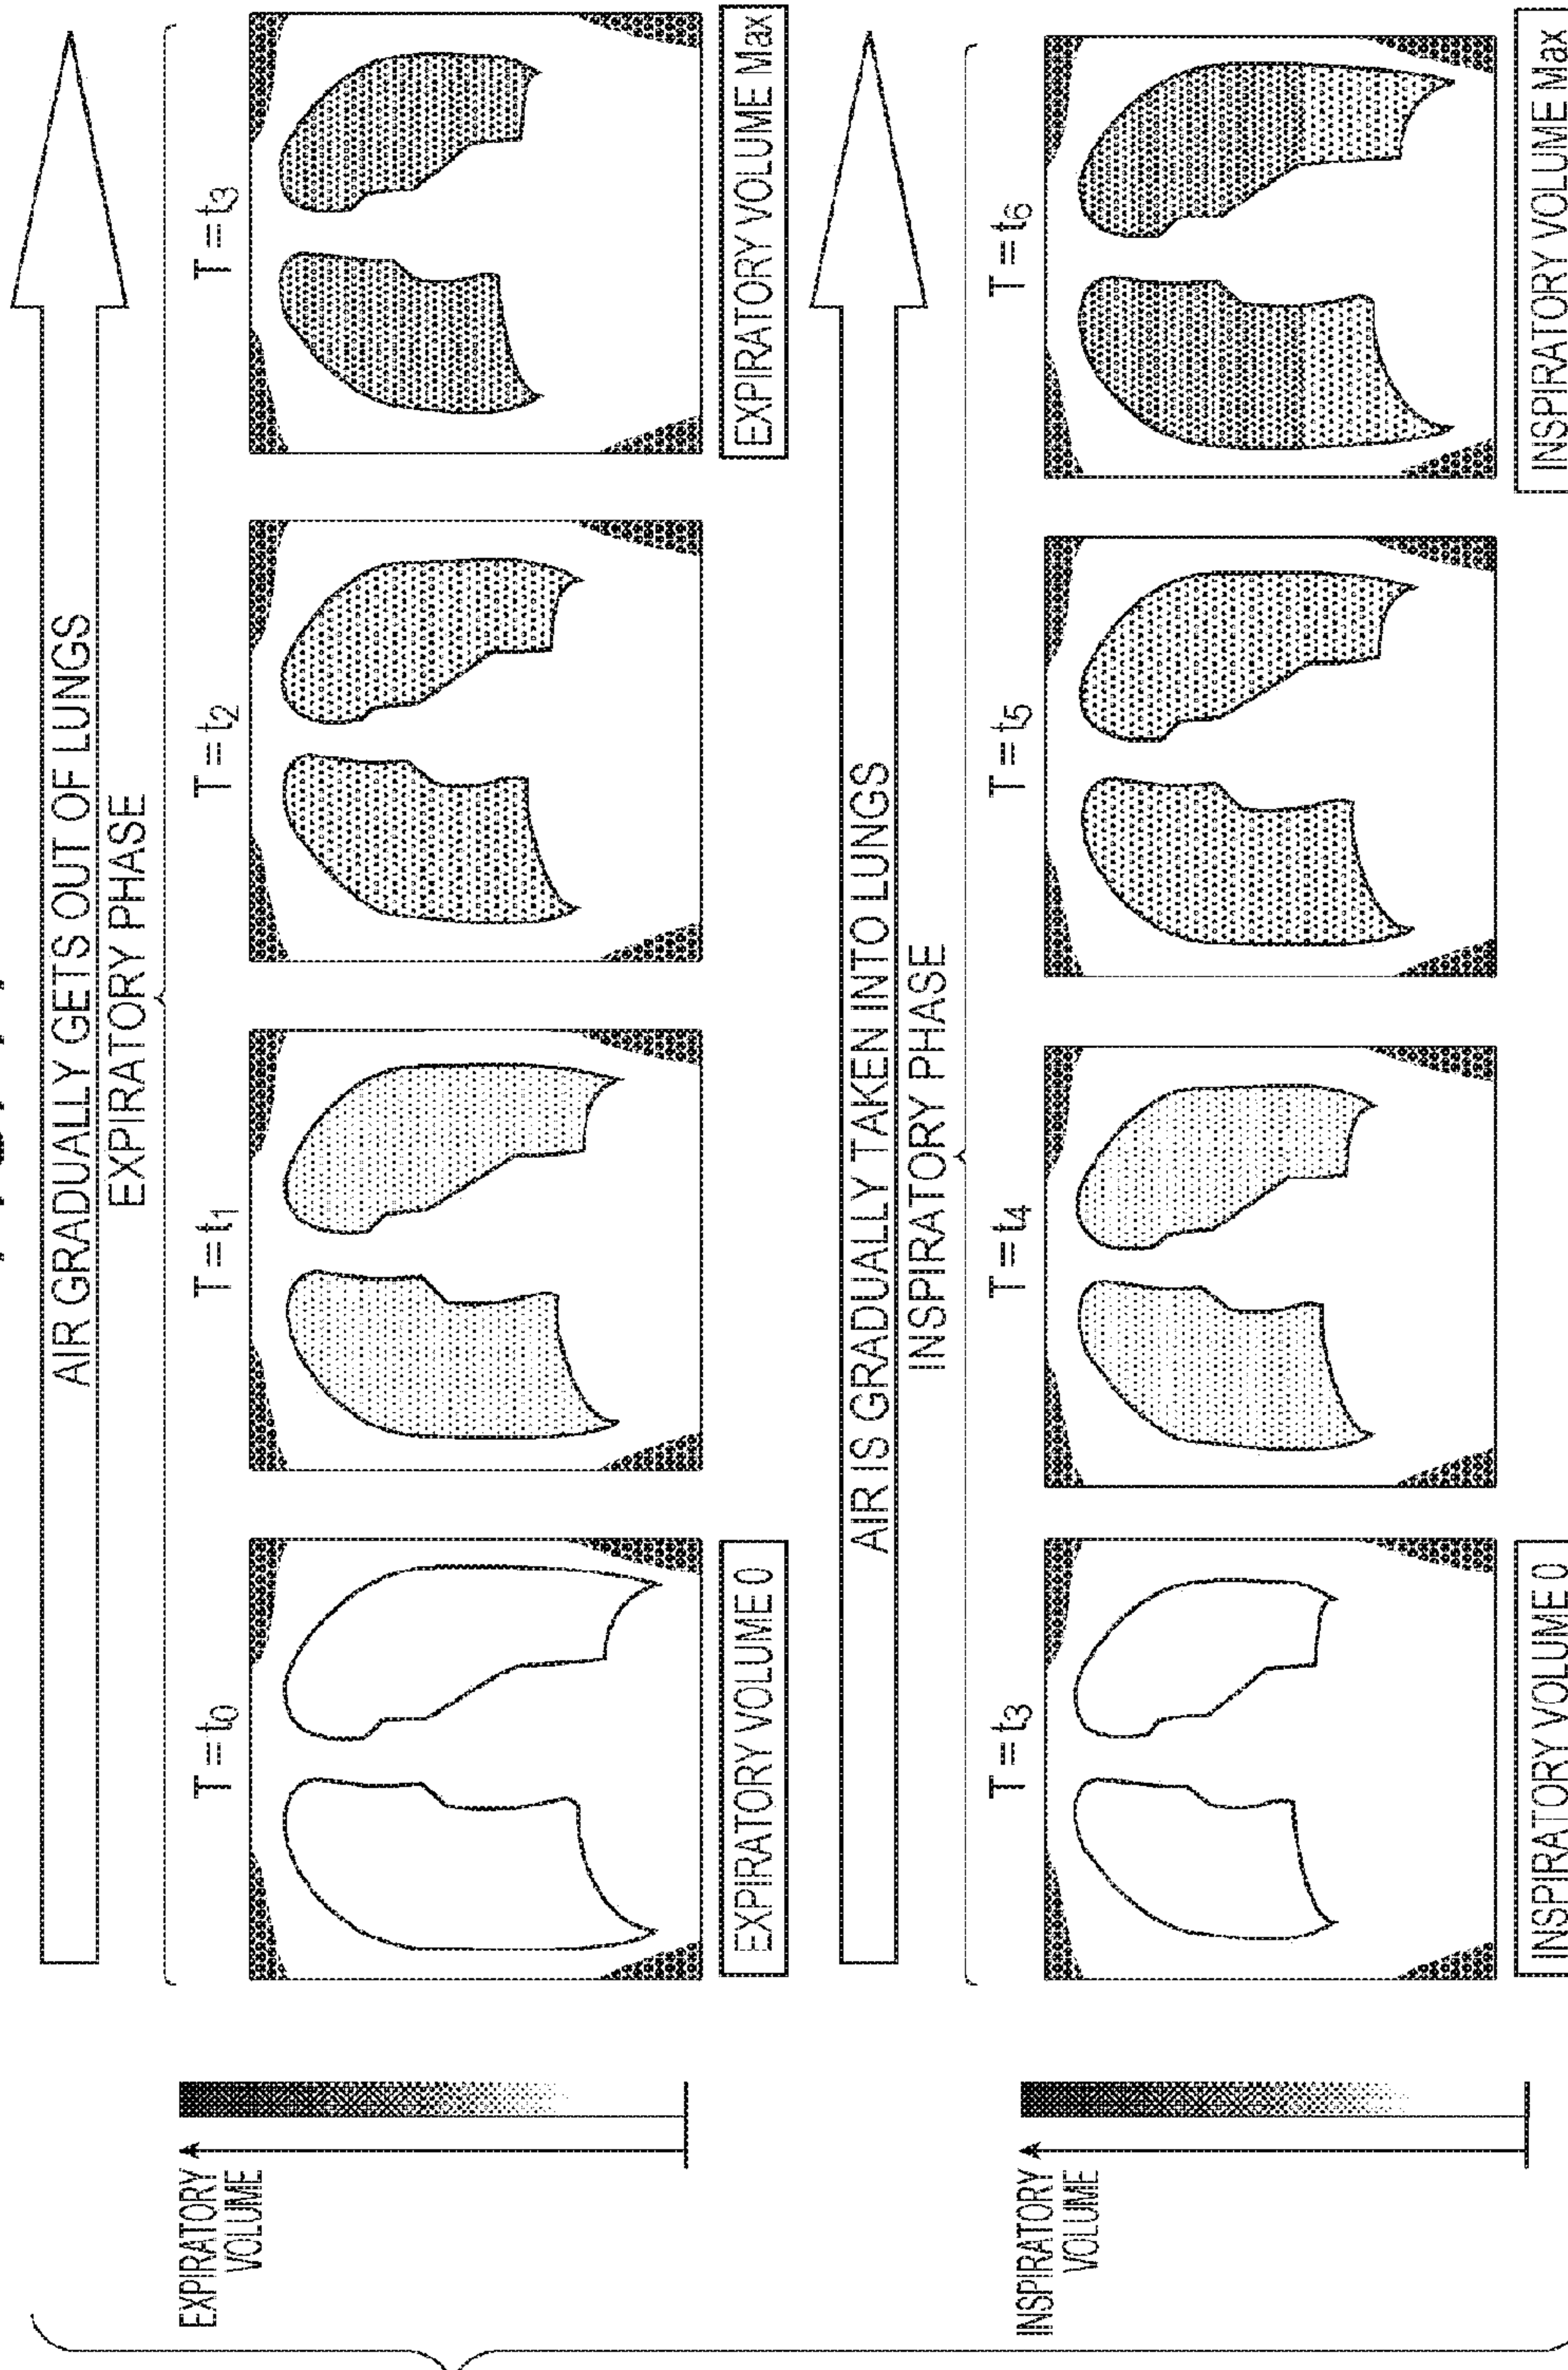 AIR GRADUALLY GETS OUT OF LUNGS
EXPIRATORY PHASE
EXPIRATORY
VOLUME
T=t0
T=t1
T=t2
T=t3
EXPIRATORY VOLUME 0
EXPIRATORY VOLUME Max
AIR IS GRADUALLY TAKEN INTO LUNGS
INSPIRATORY PHASE
INSPIRATORY
VOLUME
T=t3
T=t4
T=t5
T=t6
INSPIRATORY VOLUME 0
INSPIRATORY VOLUME Max